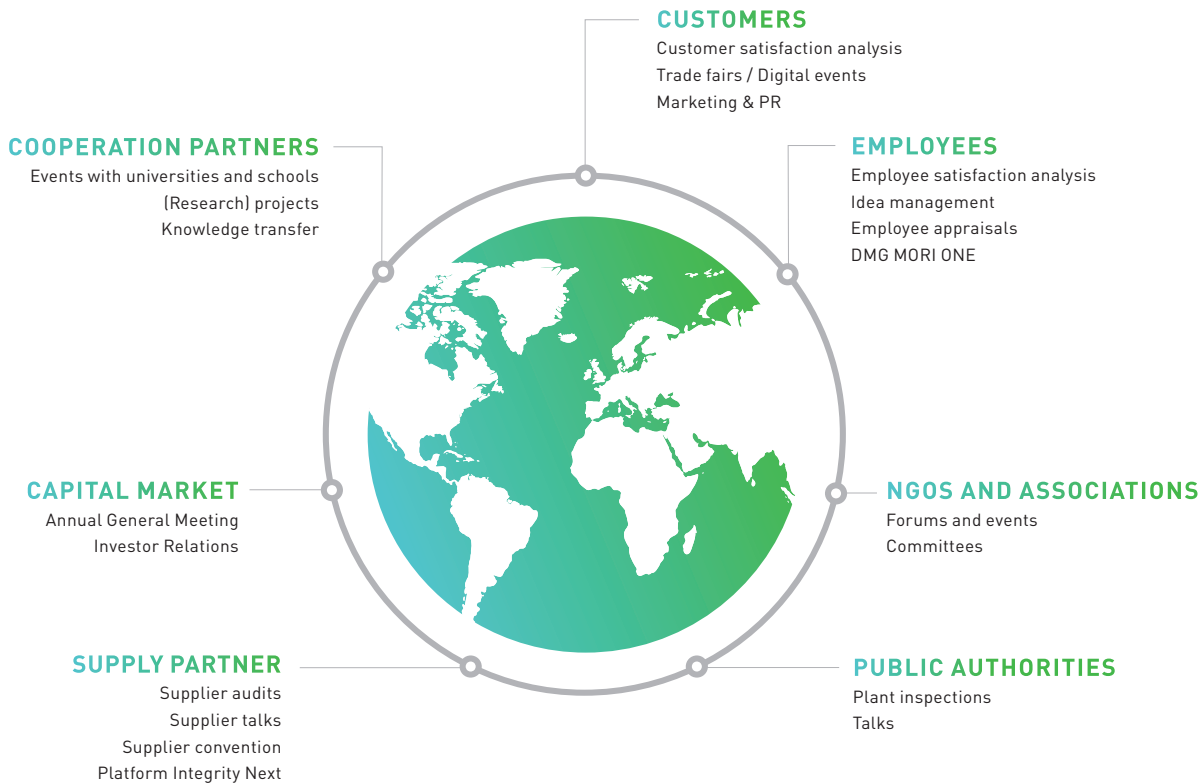 CUSTOMERS
Customer satisfaction analysis
Trade fairs / Digital events
Marketing & PR
COOPERATION PARTNERS
Events with universities and schools
(Research) projects
Knowledge transfer
EMPLOYEES
Employee satisfaction analysis
Idea management
Employee appraisals
DMG MORI ONE
CAPITAL MARKET
Annual General Meeting
Investor Relations
NGOS AND ASSOCIATIONS
Forums and events
Committees
SUPPLY PARTNER
Supplier audits
Supplier talks
Supplier convention
Platform Integrity Next
PUBLIC AUTHORITIES
Plant inspections
Talks